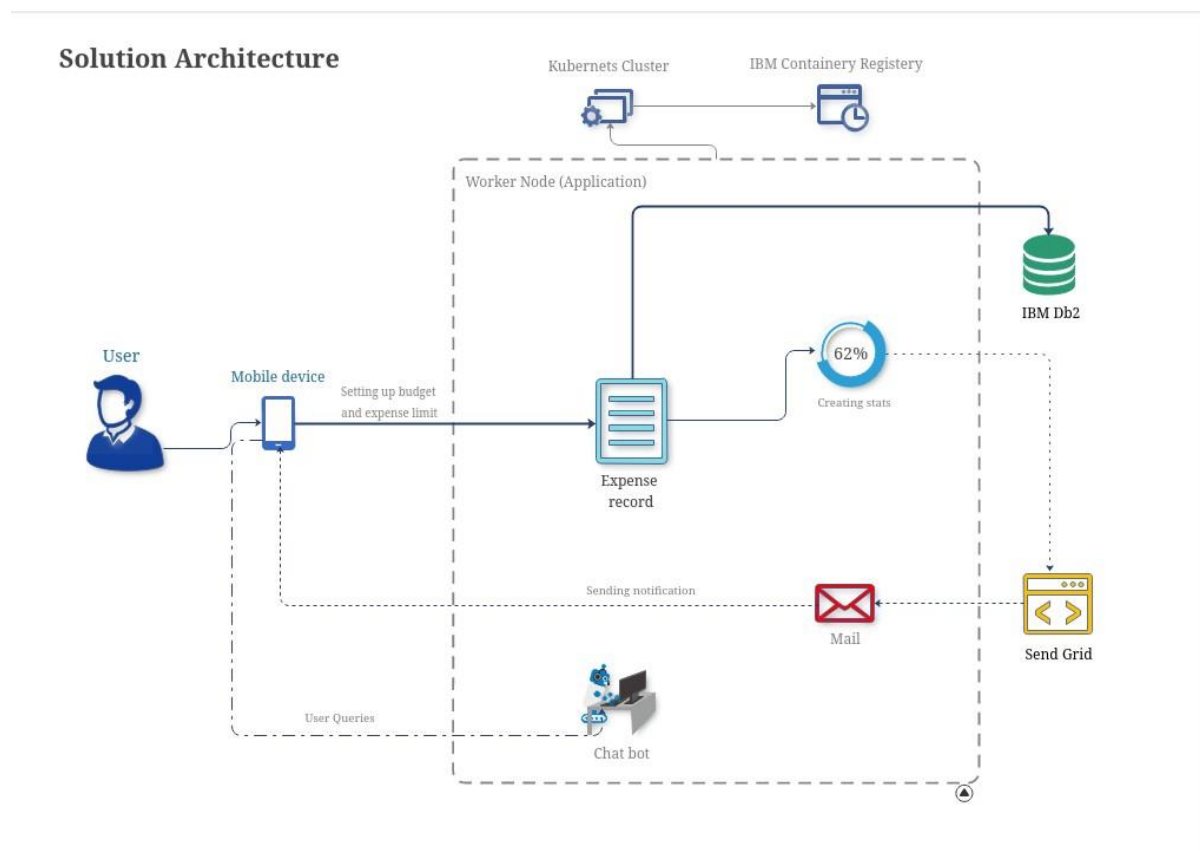 Solution Architecture
Kubernets Cluster
IBM Containery Registery
Worker Node (Application)
IBM Db2
User
Mobile device
Setting up budget
and expense limit
62%
Creating stats
Expense
record
Sending notification
Mail
Send Grid
User Queries
Chat bot